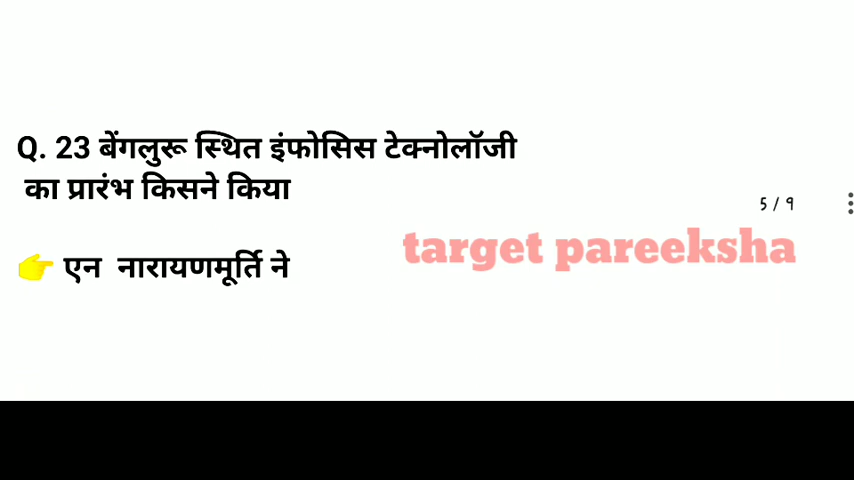 Q. 23 बेंगलुरू स्थित इंफोसिस टेक्नोलॉजी
का प्रारंभ किसने किया
5 / 9
target pareeksha
👉 एन नारायणमूर्ति ने